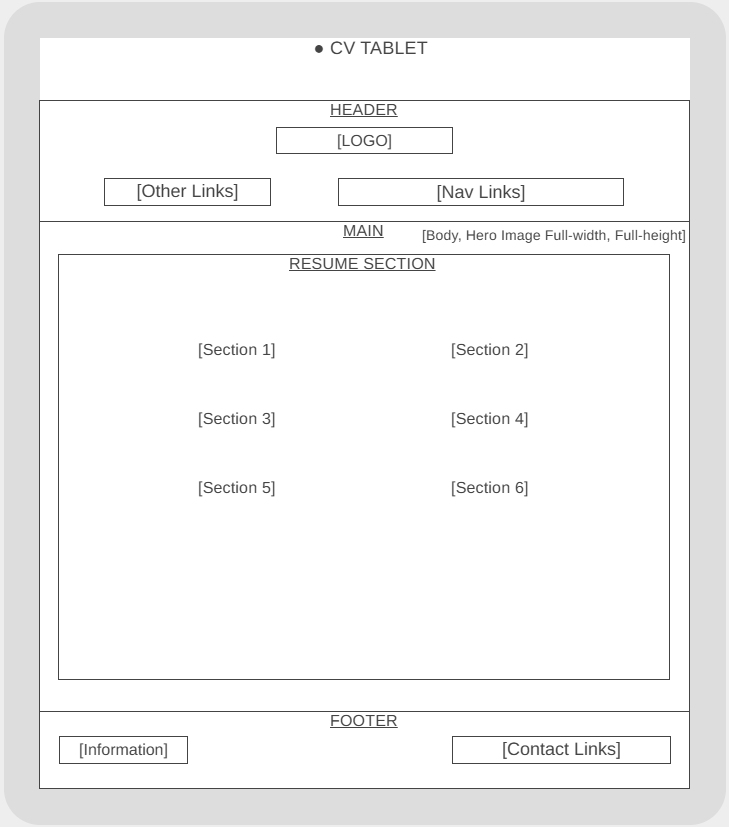 ● CV TABLET
HEADER
[LOGO]
[Other Links] [Nav Links]
MAIN [Body, Hero Image Full-width, Full-height]
RESUME SECTION
[Section 1] [Section 2]
[Section 3] [Section 4]
[Section 5] [Section 6]
FOOTER
[Information] [Contact Links]